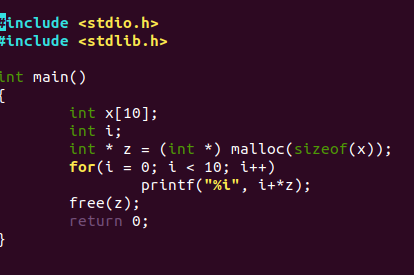 #include <stdio.h>
#include <stdlib.h>

int main()
{
        int x[10];
        int i;
        int * z = (int *) malloc(sizeof(x));
        for(i = 0; i < 10; i++)
                printf("%i", i+*z);
        free(z);
        return 0;
}